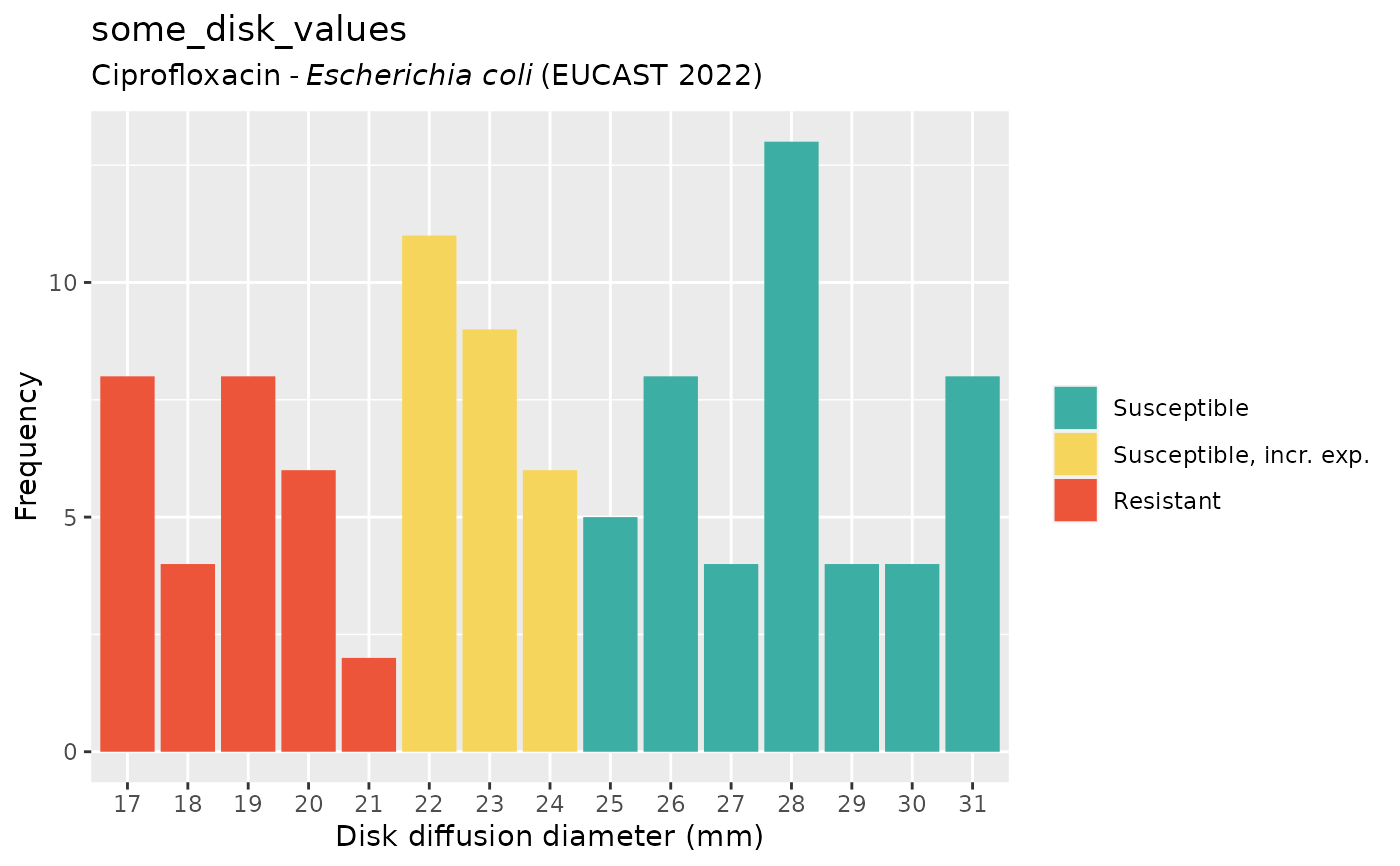 some_disk_values
Ciprofloxacin - Escherichia coli (EUCAST 2022)
Frequency
10
5
0
17 18 19 20 21 22 23 24 25 26 27 28 29 30 31
Disk diffusion diameter (mm)
Susceptible
Susceptible, incr. exp.
Resistant